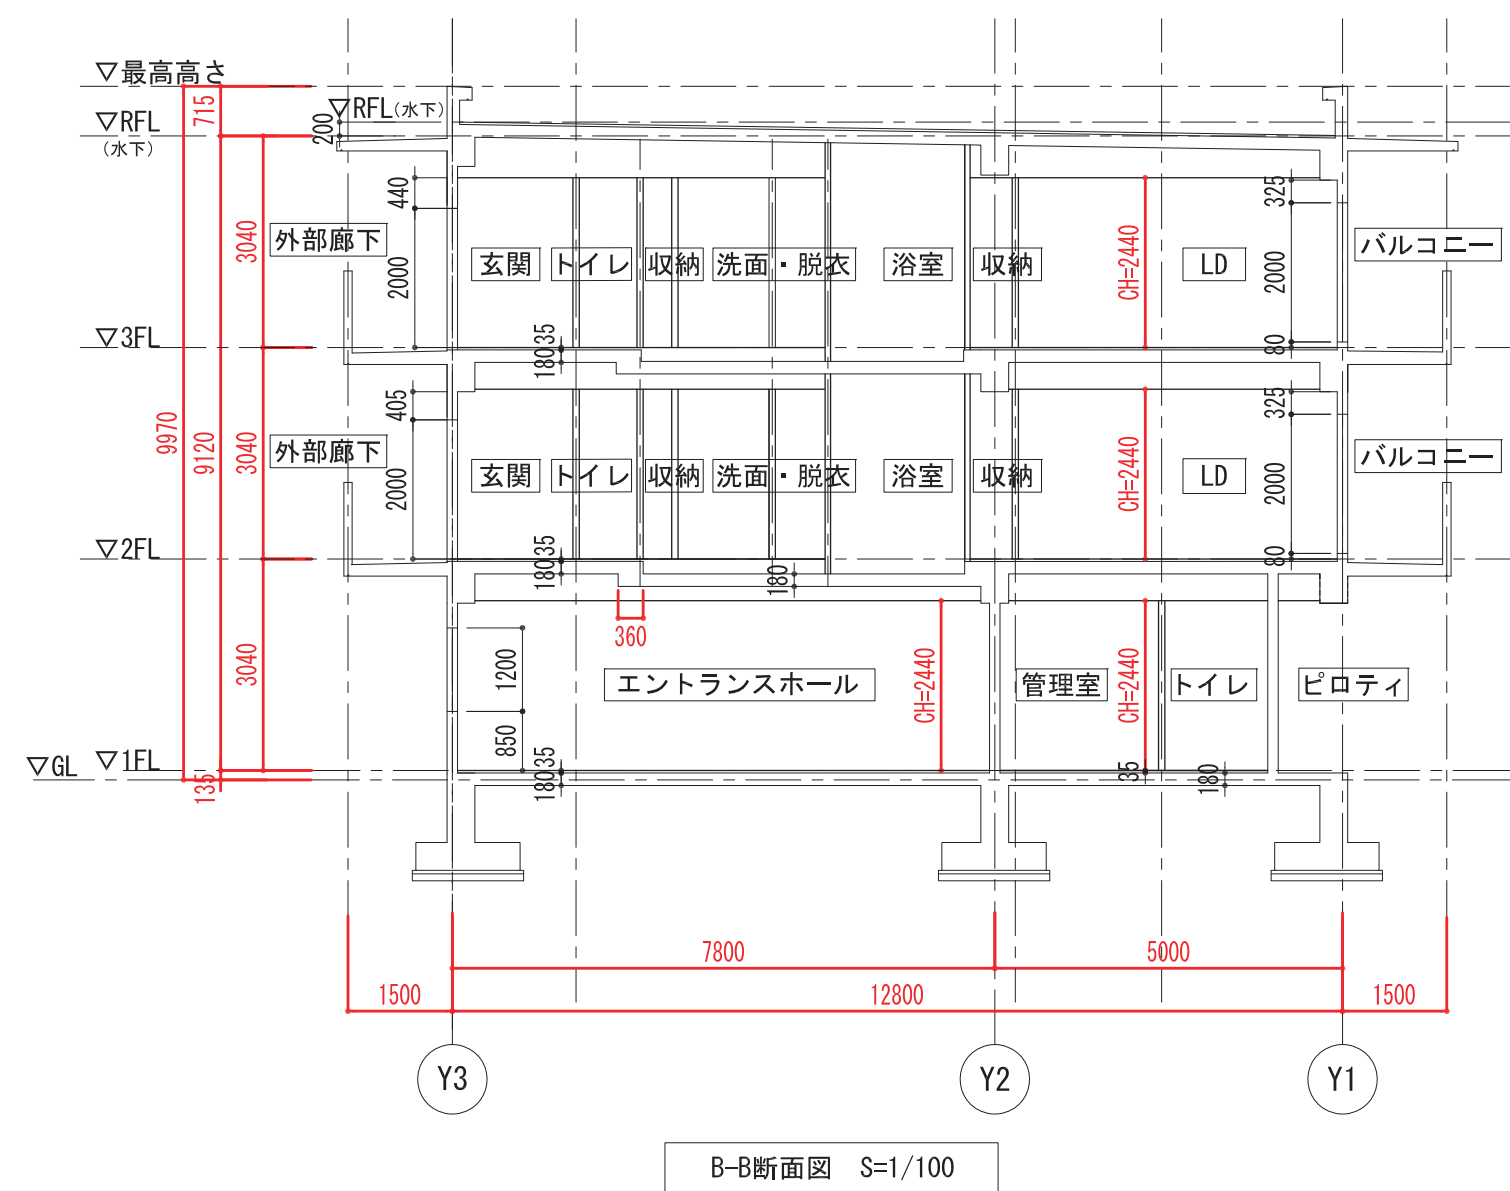 ▽最高高さ
715
▽RFL(水下)
▽RFL
(水下)
200
440
325
3040
外部廊下
2000
玄関
トイレ
収納
洗面・脱衣
浴室
収納
CH=2440
LD
2000
バルコニー
▽3FL
35
180
80
405
325
9970
9120
3040
外部廊下
2000
玄関
トイレ
収納
洗面・脱衣
浴室
収納
CH=2440
LD
2000
バルコニー
▽2FL
35
180
180
80
360
3040
1200
エントランスホール
CH=2440
管理室
CH=2440
トイレ
ピロティ
850
▽GL
▽1FL
135
35
180
35
180
7800
5000
1500
12800
1500
Y3
Y2
Y1
B-B断面図 S=1/100